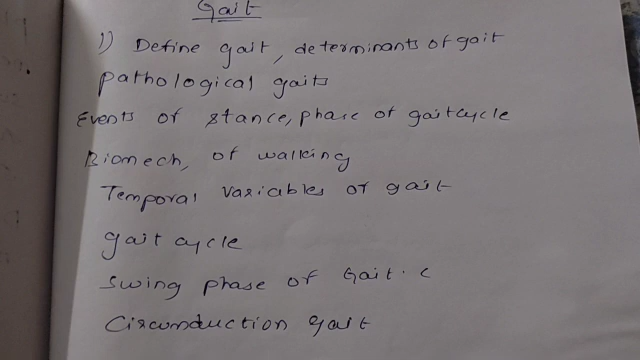 Gait
1) Define gait, determinants of gait
pathological gaits
Events of stance, phase of gaitcycle
Biomech, of walking
Temporal variables of gait
gait cycle
swing phase of Gait. c
Circumduction gait